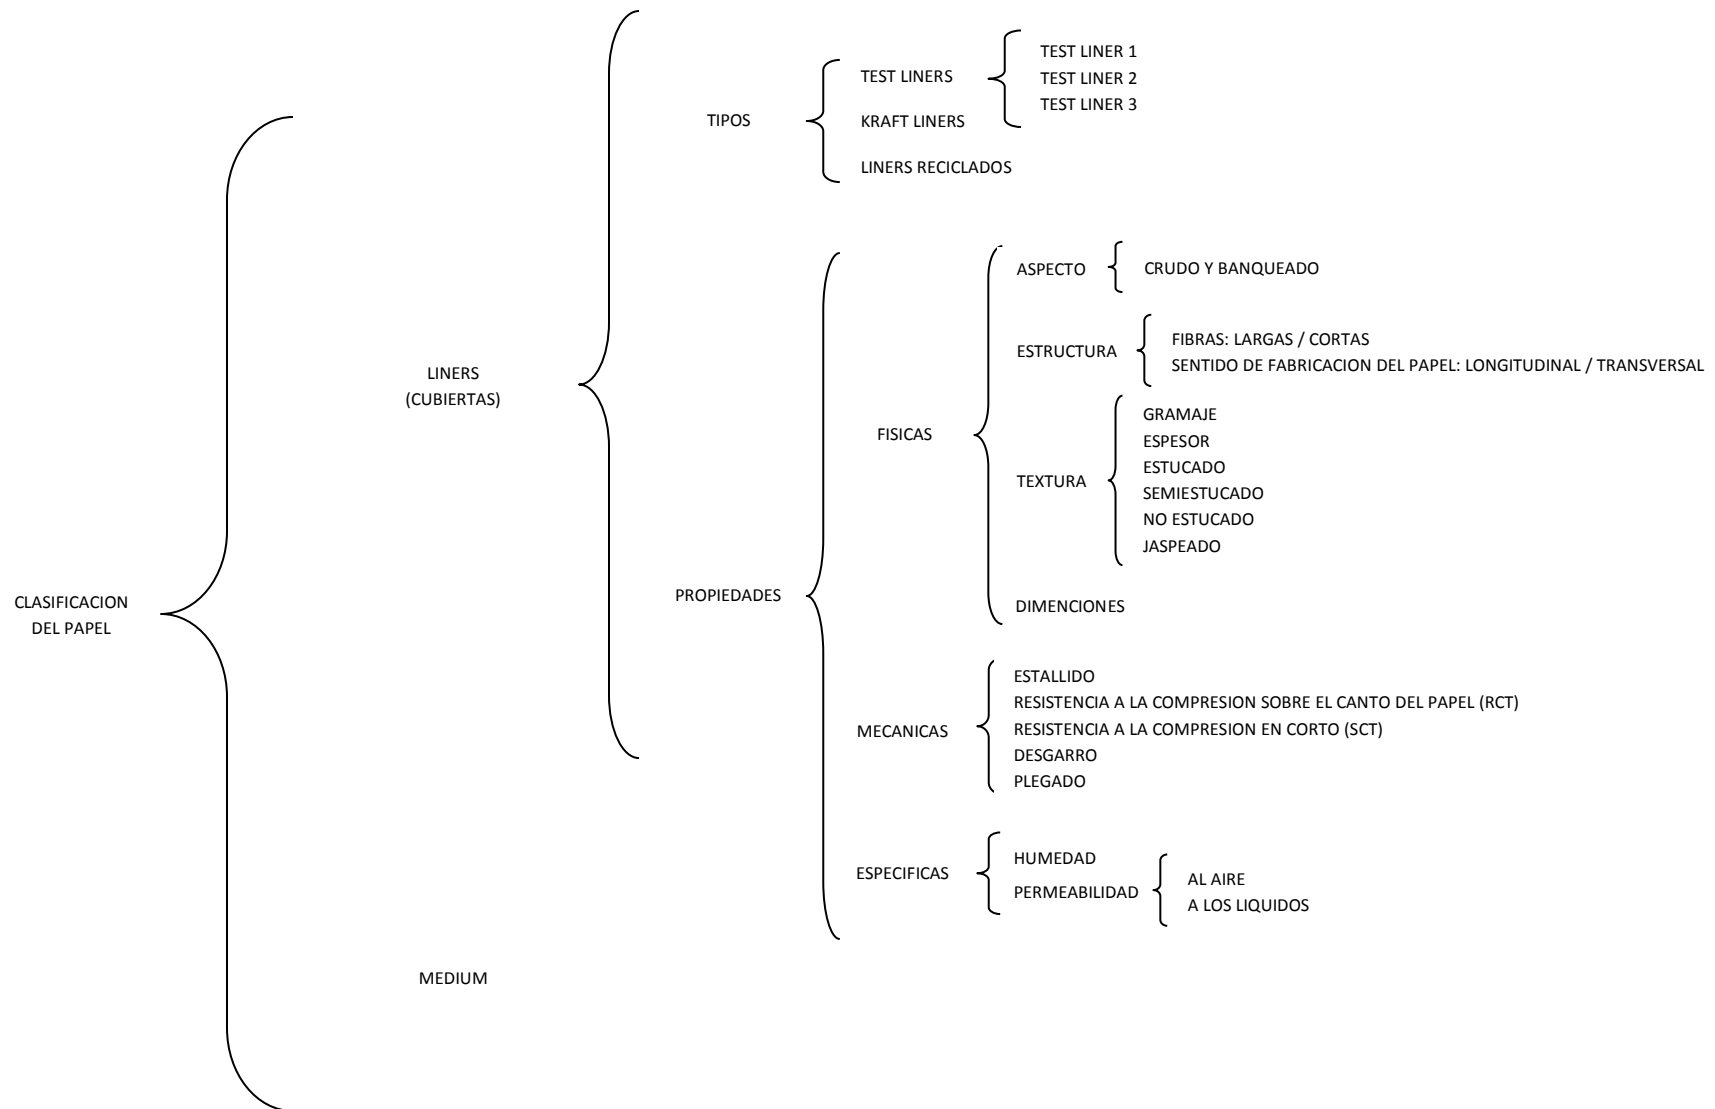 CLASIFICACION
DEL PAPEL
LINERS
(CUBIERTAS)
TIPOS
TEST LINERS
TEST LINER 1
TEST LINER 2
TEST LINER 3
KRAFT LINERS
LINERS RECICLADOS
PROPIEDADES
FISICAS
ASPECTO
CRUDO Y BANQUEADO
ESTRUCTURA
FIBRAS: LARGAS / CORTAS
SENTIDO DE FABRICACION DEL PAPEL: LONGITUDINAL / TRANSVERSAL
TEXTURA
GRAMAJE
ESPESOR
ESTUCADO
SEMIESTUCADO
NO ESTUCADO
JASPEADO
DIMENCIONES
MECANICAS
ESTALLIDO
RESISTENCIA A LA COMPRESION SOBRE EL CANTO DEL PAPEL (RCT)
RESISTENCIA A LA COMPRESION EN CORTO (SCT)
DESGARRO
PLEGADO
ESPECIFICAS
HUMEDAD
PERMEABILIDAD
AL AIRE
A LOS LIQUIDOS
MEDIUM